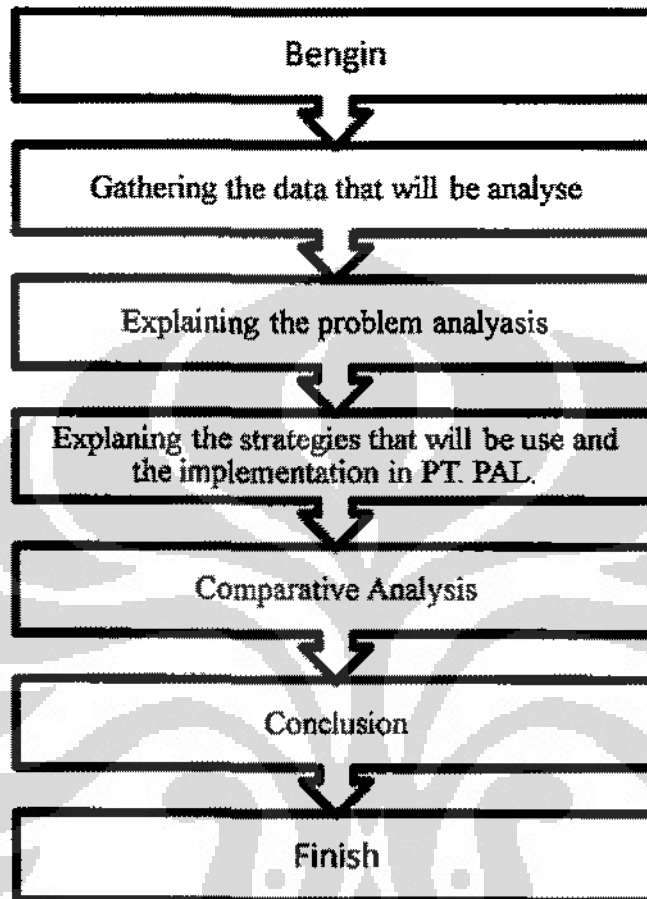 Bengin
Gathering the data that will be analyse
Explaining the problem analyasis
Explaning the strategies that will be use and
the implementation in PT. PAL.
Comparative Analysis
Conclusion
Finish